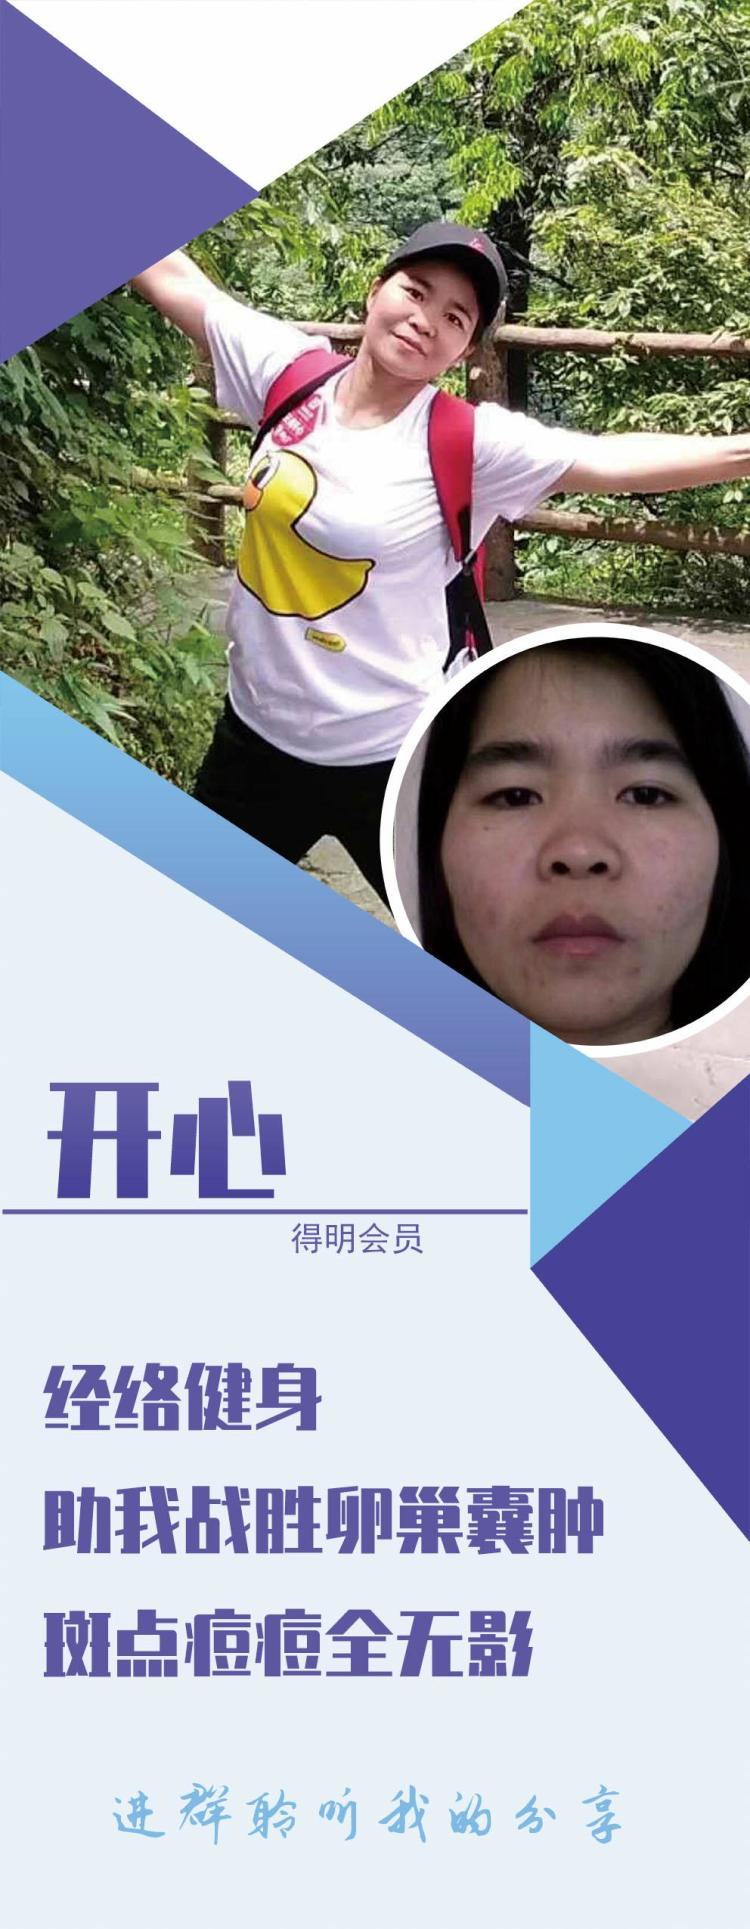 开心
得明会员
经络健身
助我战胜卵巢囊肿
斑点痘痘全无影
进群聆听我的分享